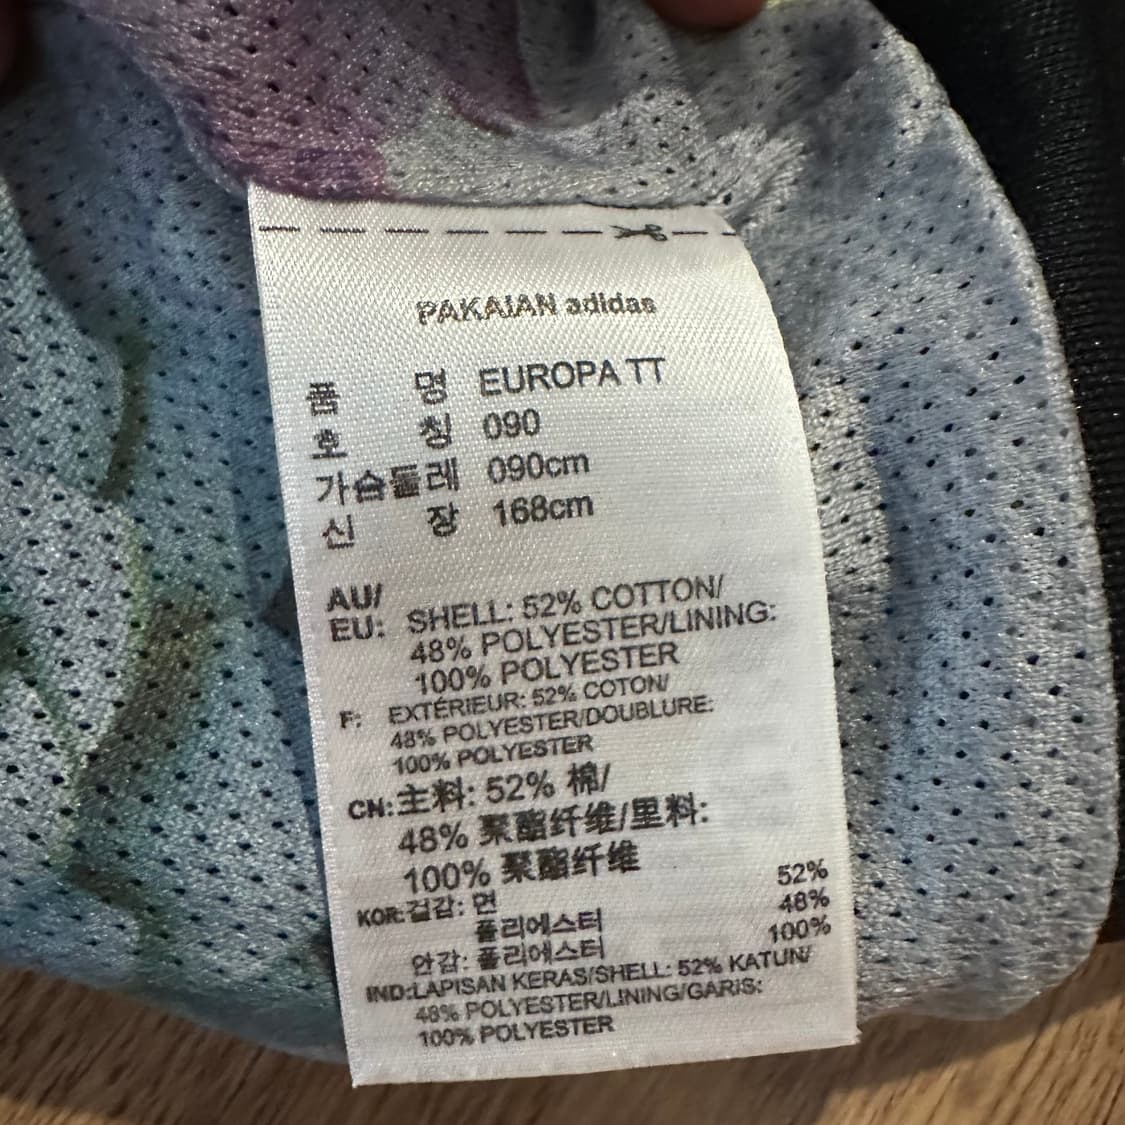 PAKAIAN adidas
품 명 EUROPA TT
호 칭 090
가슴둘레 090cm
신 장 168cm
AU/
EU: SHELL: 52% COTTON/
48% POLYESTER/LINING:
100% POLYESTER
F: EXTÉRIEUR: 52% COTON/
48% POLYESTER/DOUBLURE:
100% POLYESTER
CN:主料: 52% 棉/
48% 聚酯纤维/里料:
100% 聚酯纤维
KOR:겉감: 면 52%
폴리에스터 48%
안감: 폴리에스터 100%
IND:LAPISAN KERAS/SHELL: 52% KATUN/
48% POLYESTER/LINING/GARIS:
100% POLYESTER